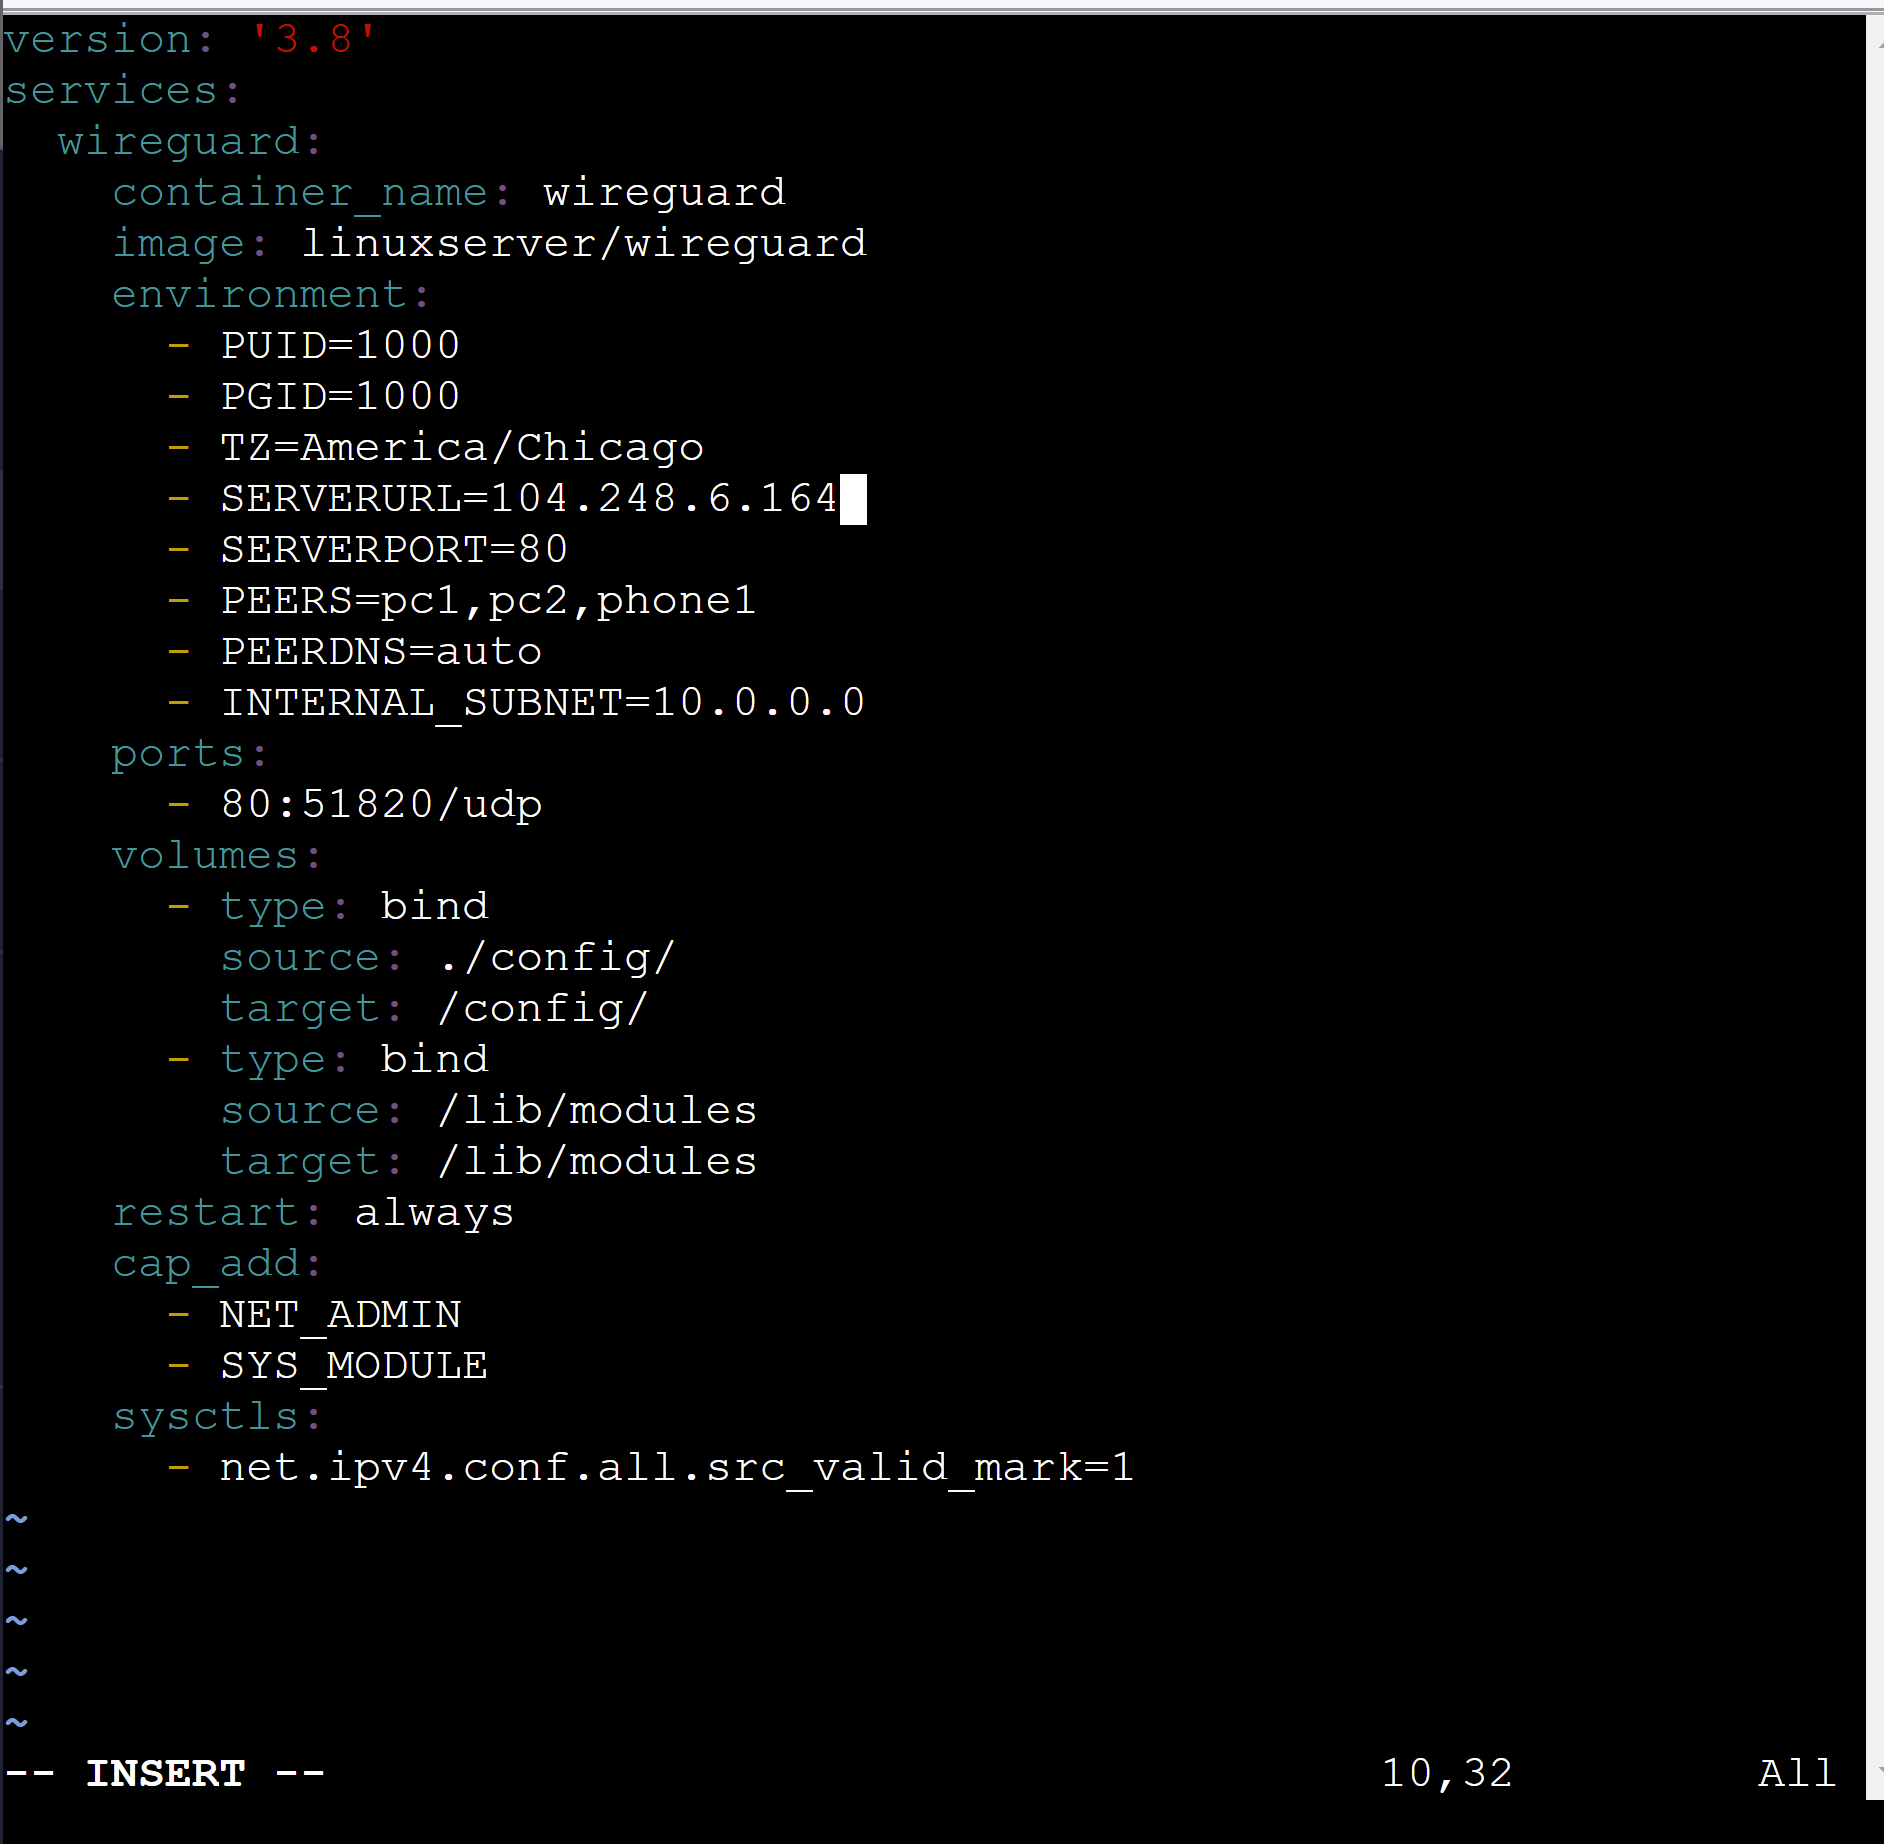 version: '3.8'
services:
  wireguard:
    container_name: wireguard
    image: linuxserver/wireguard
    environment:
      - PUID=1000
      - PGID=1000
      - TZ=America/Chicago
      - SERVERURL=104.248.6.164
      - SERVERPORT=80
      - PEERS=pc1,pc2,phone1
      - PEERDNS=auto
      - INTERNAL_SUBNET=10.0.0.0
    ports:
      - 80:51820/udp
    volumes:
      - type: bind
        source: ./config/
        target: /config/
      - type: bind
        source: /lib/modules
        target: /lib/modules
    restart: always
    cap_add:
      - NET_ADMIN
      - SYS_MODULE
    sysctls:
      - net.ipv4.conf.all.src_valid_mark=1
~
~
~
~
~
-- INSERT -- 10,32 All